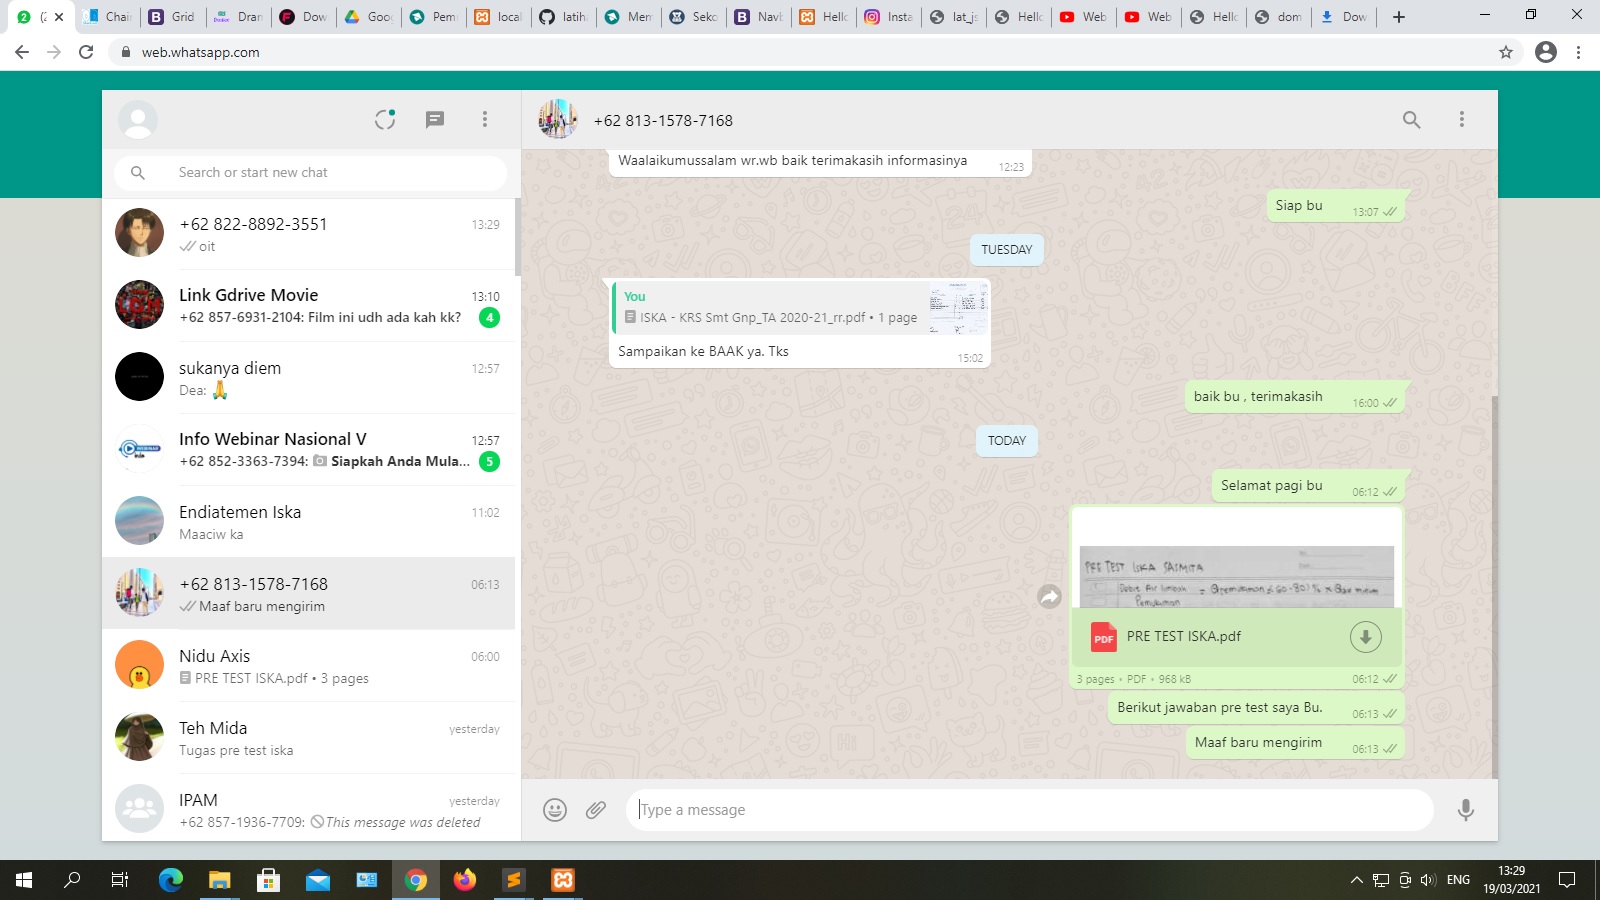 (2
Chai
Grid
Dran
Dow
Goo
Pem
loca
latih
Mem
Seko
Navb
Hello
Insta
lat_js
Hello
Web
Web
Hello
dom
Dow
web.whatsapp.com
Search or start new chat
+62 822-8892-3551
13:29
oit
Link Gdrive Movie
13:10
+62 857-6931-2104: Film ini udh ada kah kk?
4
sukanya diem
12:57
Dea: 🙏
Info Webinar Nasional V
12:57
+62 852-3363-7394: Siapkah Anda Mula...
5
Endiatemen Iska
11:02
Maaciw ka
+62 813-1578-7168
06:13
Maaf baru mengirim
Nidu Axis
06:00
PRE TEST ISKA.pdf • 3 pages
Teh Mida
yesterday
Tugas pre test iska
IPAM
yesterday
+62 857-1936-7709: This message was deleted
+62 813-1578-7168
Waalaikumussalam wr.wb baik terimakasih informasinya
12:23
Siap bu
13:07
TUESDAY
You
ISKA - KRS Smt Gnp_TA 2020-21_rr.pdf • 1 page
Sampaikan ke BAAK ya. Tks
15:02
baik bu , terimakasih
16:00
TODAY
Selamat pagi bu
06:12
PRE TEST ISKA SASMITA
Debit Air limbah
PDF
PRE TEST ISKA.pdf
3 pages • PDF • 968 kB
06:12
Berikut jawaban pre test saya Bu.
06:13
Maaf baru mengirim
06:13
Type a message
ENG
13:29
19/03/2021